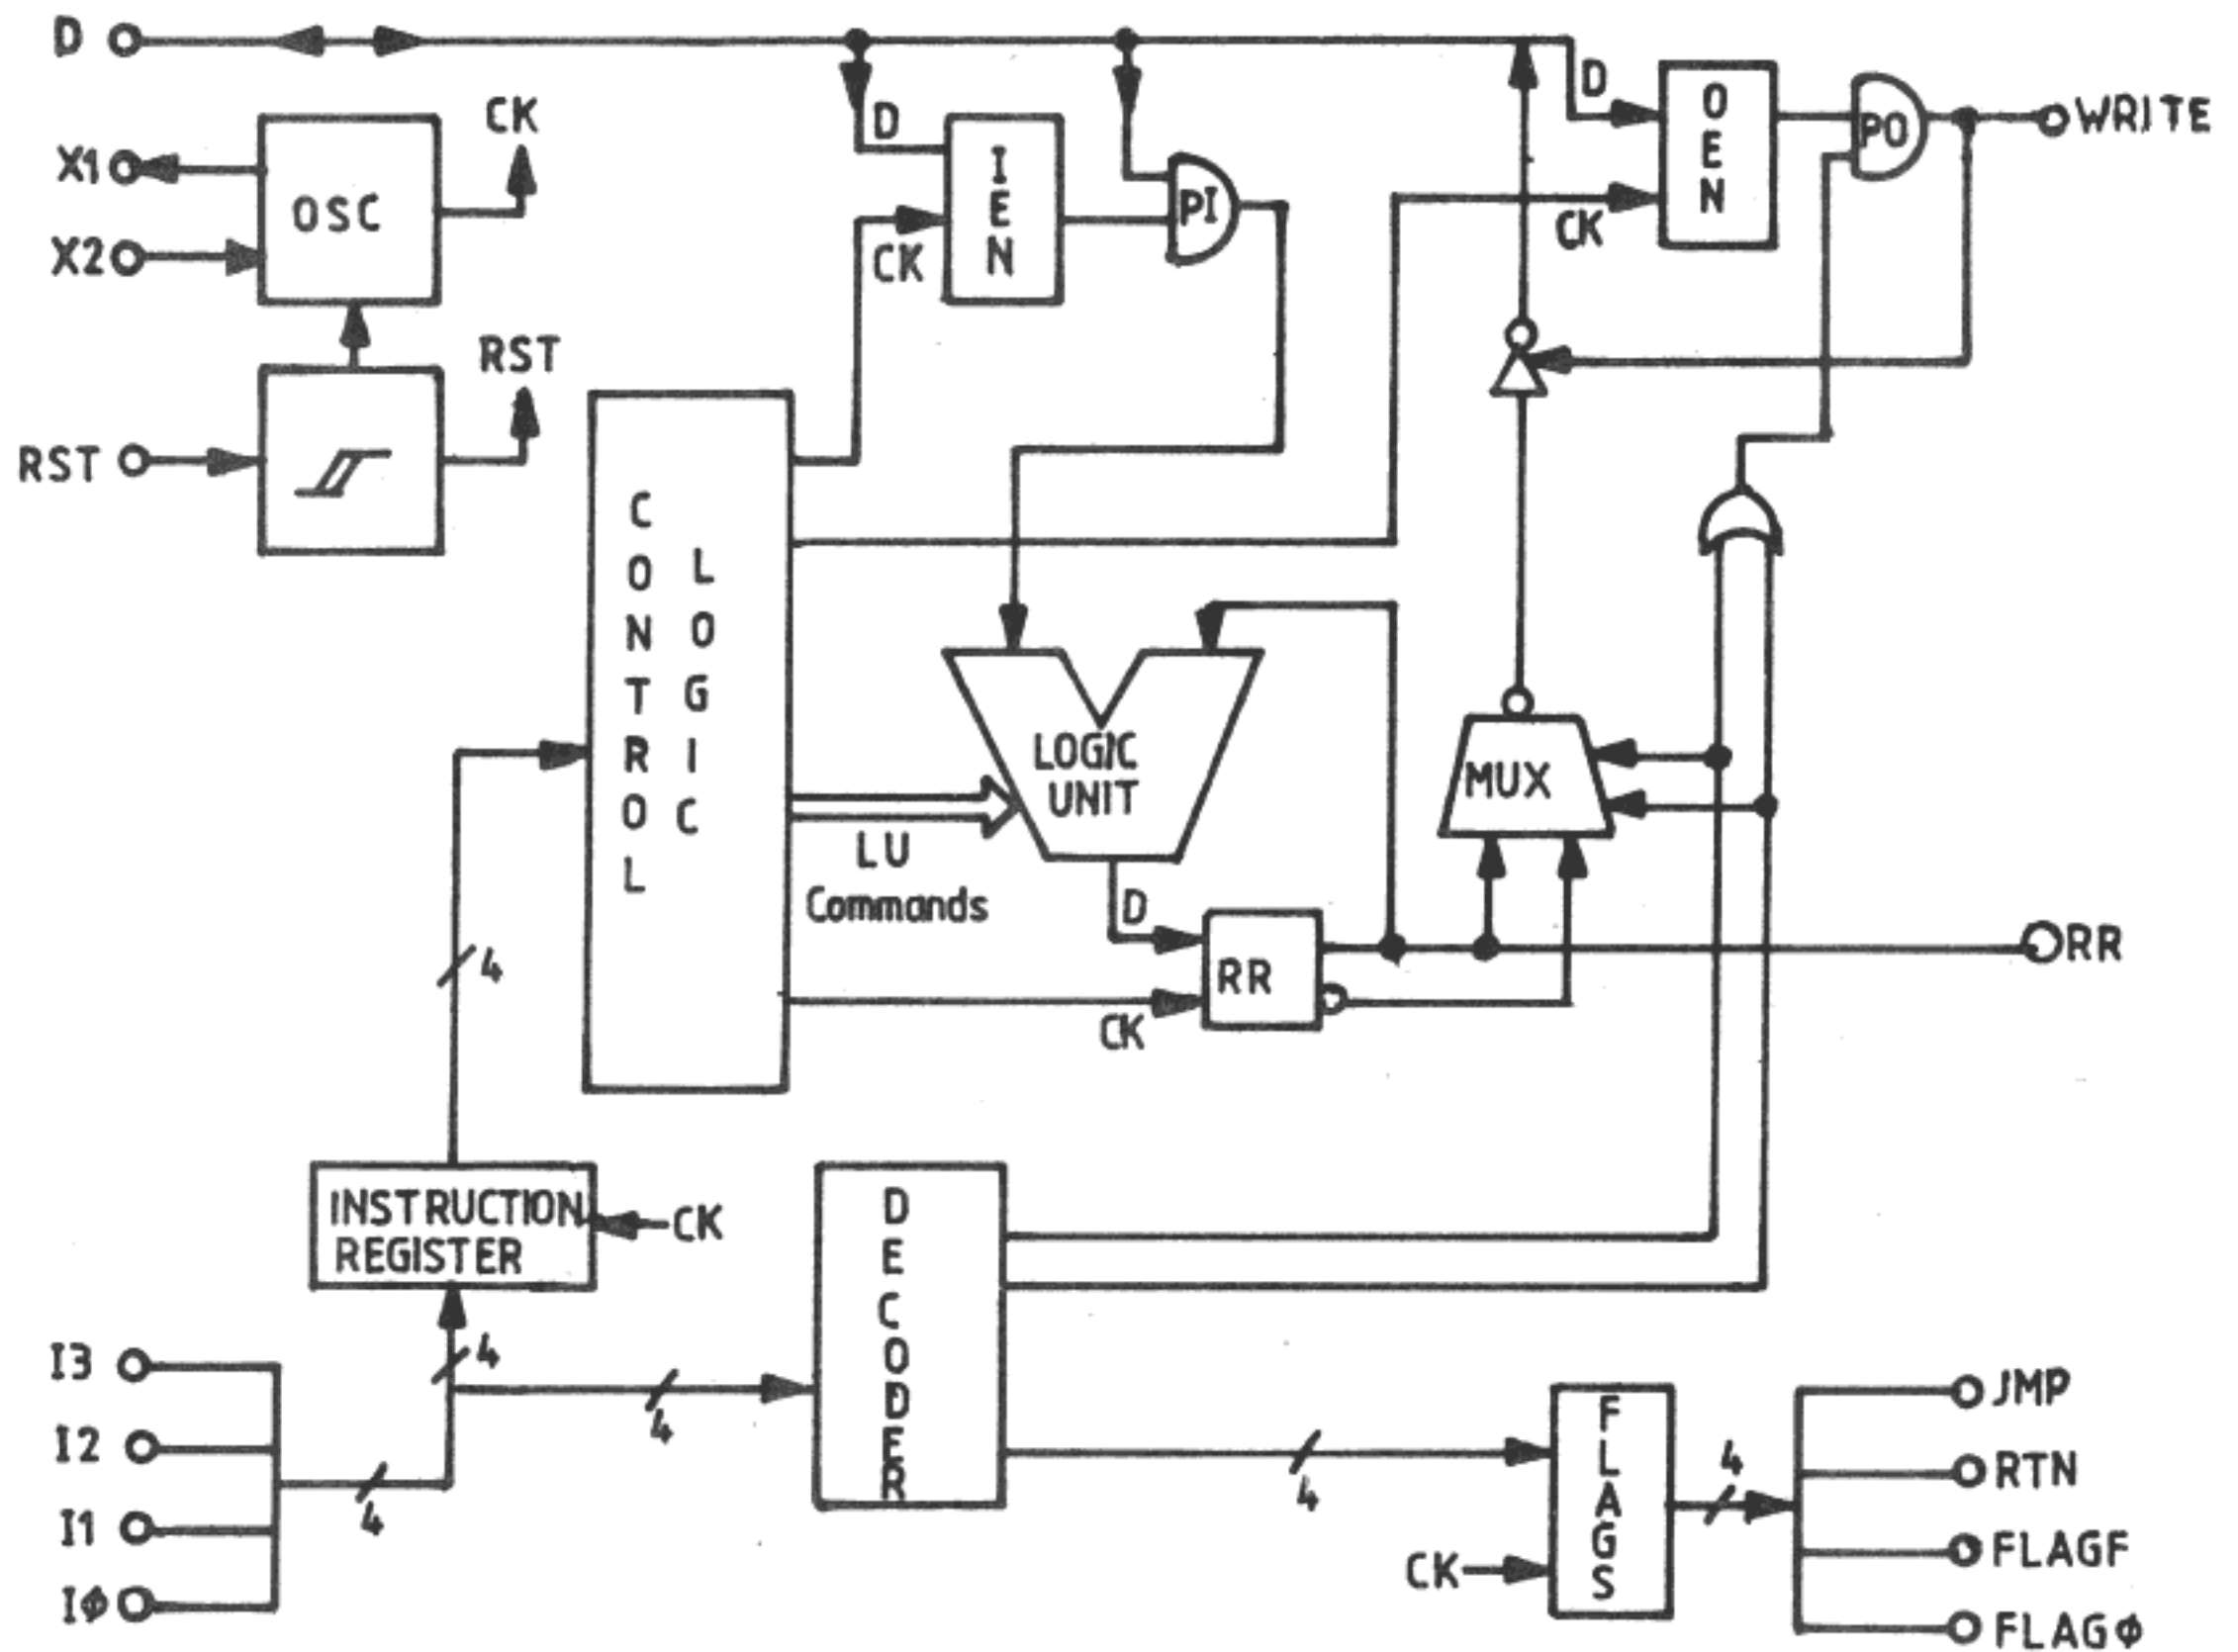 D
X1
X2
OSC
CK
RST
RST
D
CK
IEN
PI
D
CK
OEN
PO
WRITE
CONTROL
LOGIC
LOGIC
UNIT
LU
Commands
MUX
D
CK
RR
RR
4
INSTRUCTION
REGISTER
CK
4
4
4
I3
I2
I1
IΦ
DECODER
4
CK
FLAGS
4
JMP
RTN
FLAGF
FLAGΦ